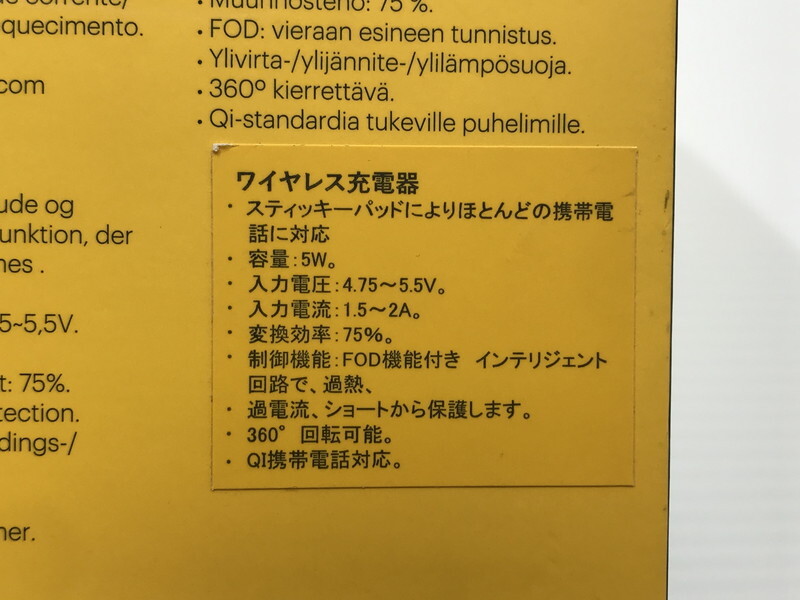 quecimento.
com
ude og
unktion, der
nes .
5~5,5V.
t: 75%.
tection.
dings-/
ner.
• Muunnosteho: 75 %.
• FOD: vieraan esineen tunnistus.
• Ylivirta-/ylijännite-/ylilämpösuoja.
• 360º kierrettävä.
• Qi-standardia tukeville puhelimille.
ワイヤレス充電器
・ スティッキーパッドによりほとんどの携帯電
話に対応
・ 容量：5W。
・ 入力電圧：4.75～5.5V。
・ 入力電流：1.5～2A。
・ 変換効率：75％。
・ 制御機能：FOD機能付き　インテリジェント
回路で、過熱、
・ 過電流、ショートから保護します。
・ 360°　回転可能。
・ QI携帯電話対応。